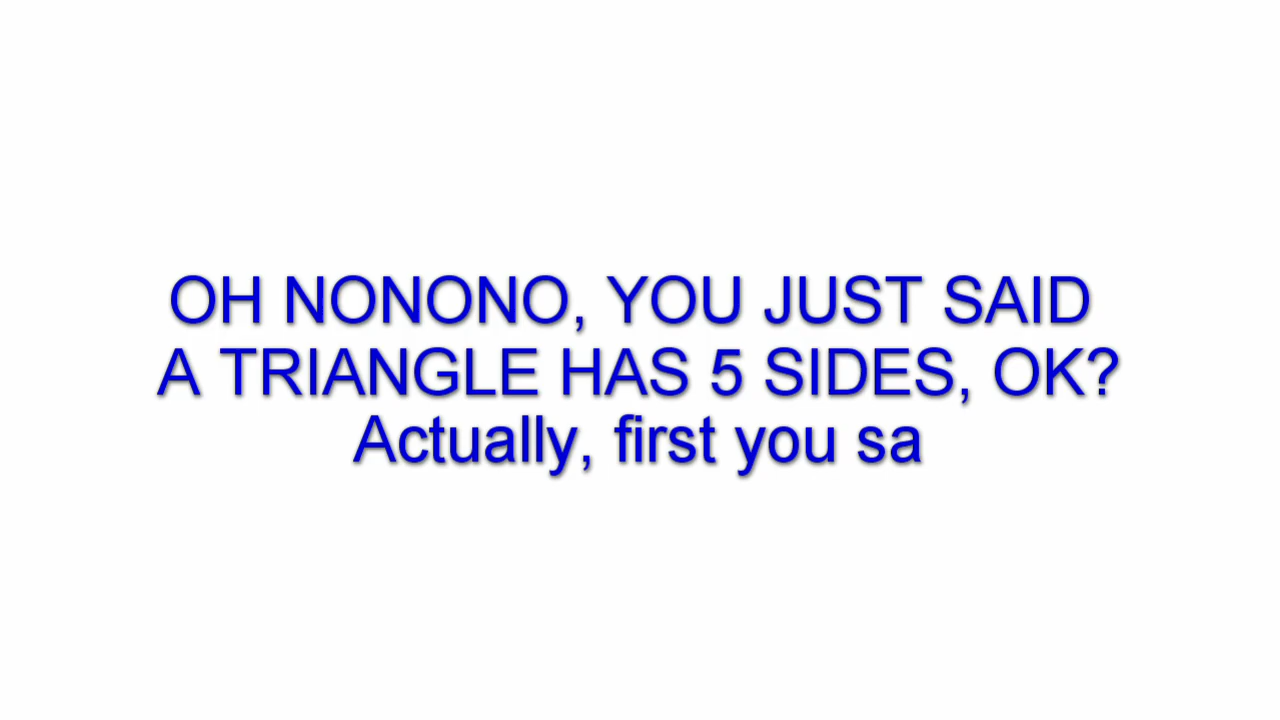 OH NONONO, YOU JUST SAID
A TRIANGLE HAS 5 SIDES, OK?
Actually, first you sa